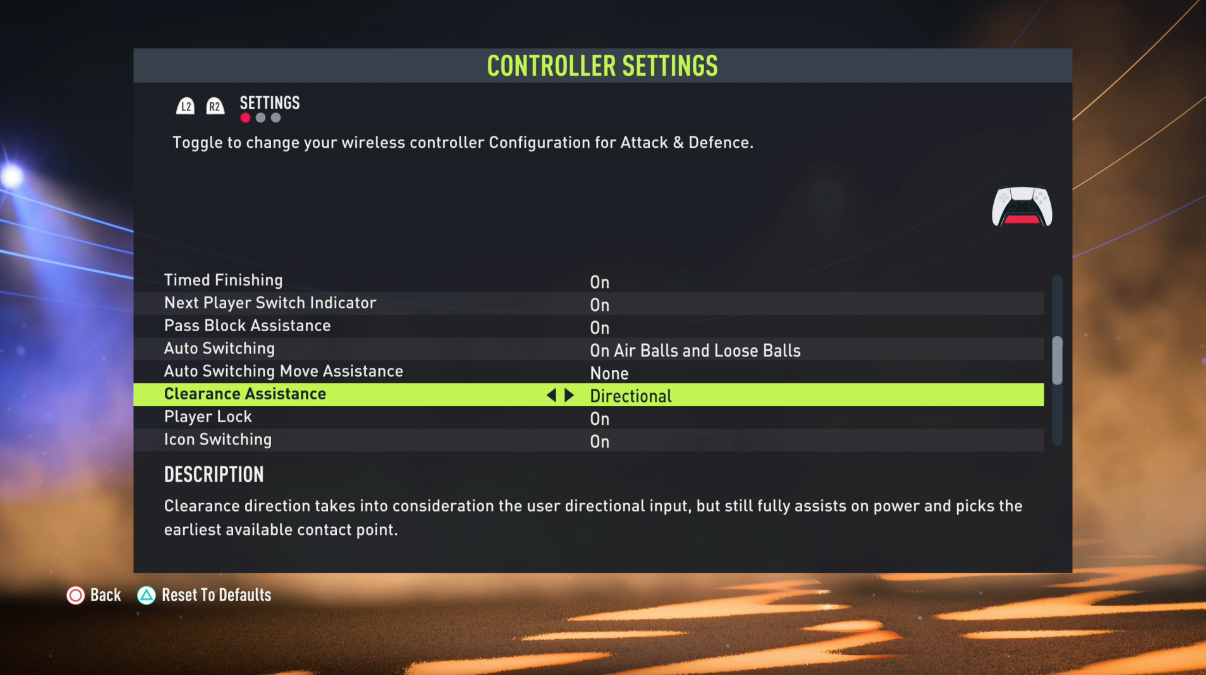 CONTROLLER SETTINGS
L2 R2 SETTINGS
Toggle to change your wireless controller Configuration for Attack & Defence.
Timed Finishing On
Next Player Switch Indicator On
Pass Block Assistance On
Auto Switching On Air Balls and Loose Balls
Auto Switching Move Assistance None
Clearance Assistance Directional
Player Lock On
Icon Switching On
DESCRIPTION
Clearance direction takes into consideration the user directional input, but still fully assists on power and picks the
earliest available contact point.
Back Reset To Defaults